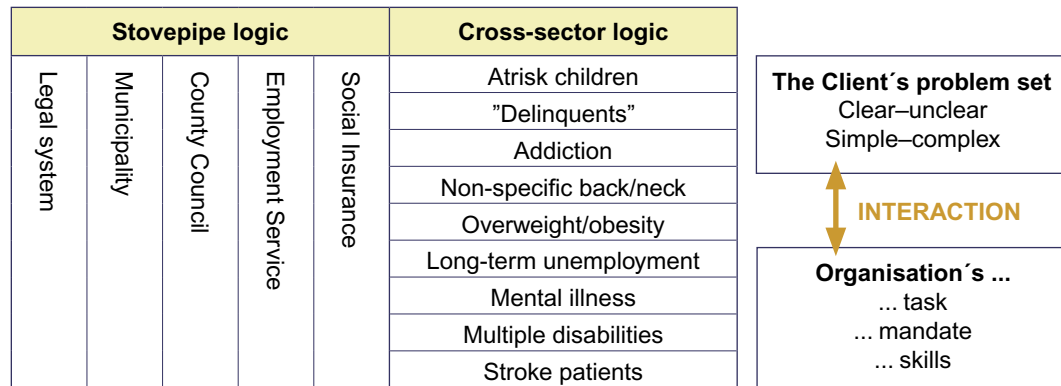 Stovepipe logic
Cross-sector logic
Legal system
Municipality
County Council
Employment Service
Social Insurance
Atrisk children
”Delinquents”
Addiction
Non-specific back/neck
Overweight/obesity
Long-term unemployment
Mental illness
Multiple disabilities
Stroke patients
The Client´s problem set
Clear–unclear
Simple–complex
INTERACTION
Organisation´s ...
... task
... mandate
... skills